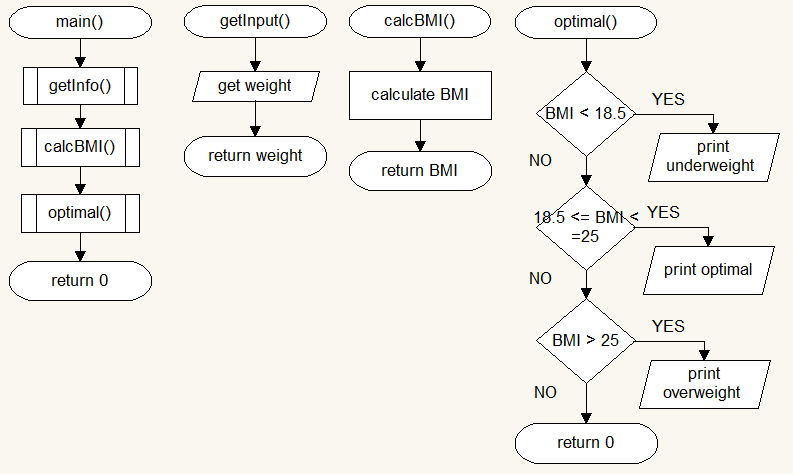 main()
getInfo()
calcBMI()
optimal()
return 0
getInput()
get weight
return weight
calcBMI()
calculate BMI
return BMI
optimal()
BMI < 18.5
YES
print
underweight
NO
18.5 <= BMI <
=25
YES
print optimal
NO
BMI > 25
YES
print
overweight
NO
return 0